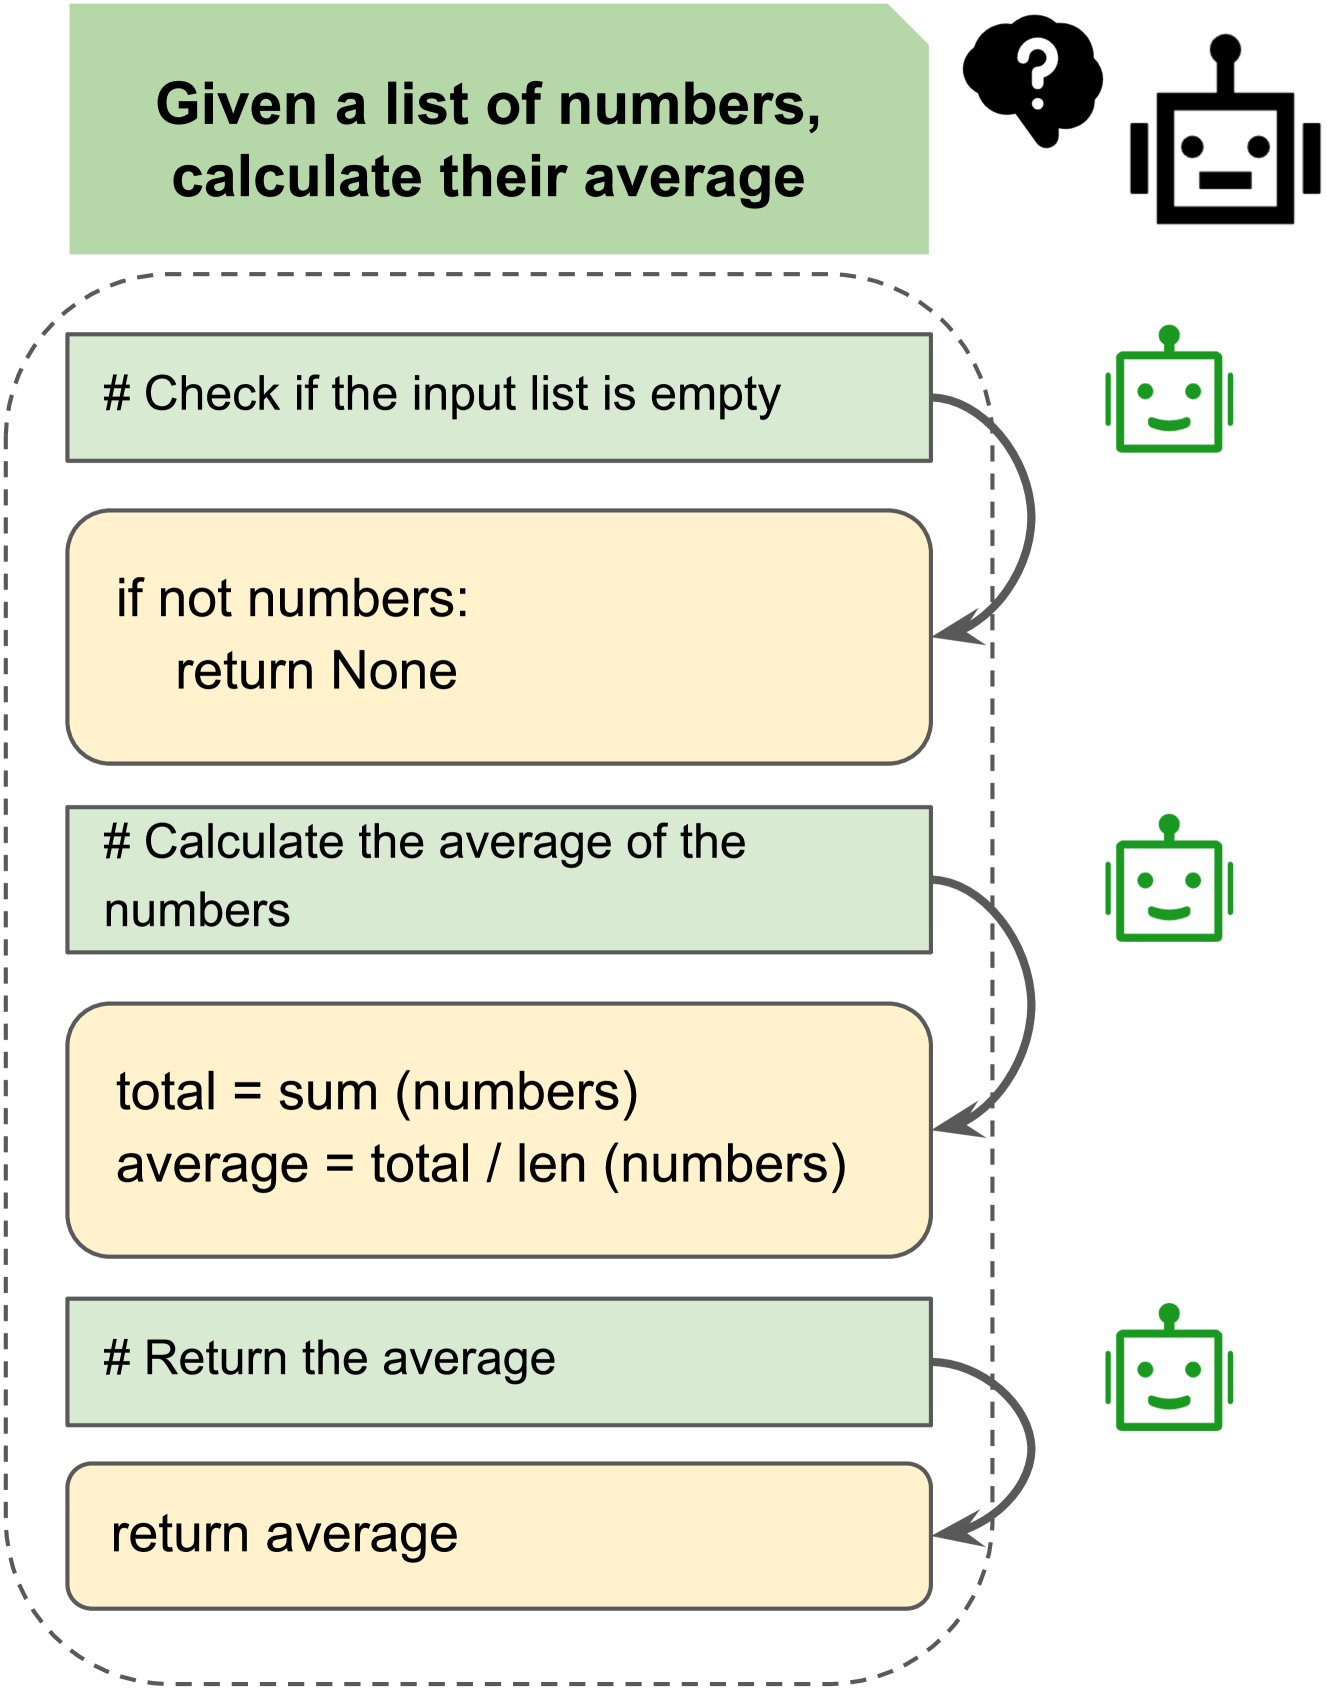 Given a list of numbers,
calculate their average
?
# Check if the input list is empty
if not numbers:
return None
# Calculate the average of the
numbers
total = sum (numbers)
average = total / len (numbers)
# Return the average
return average